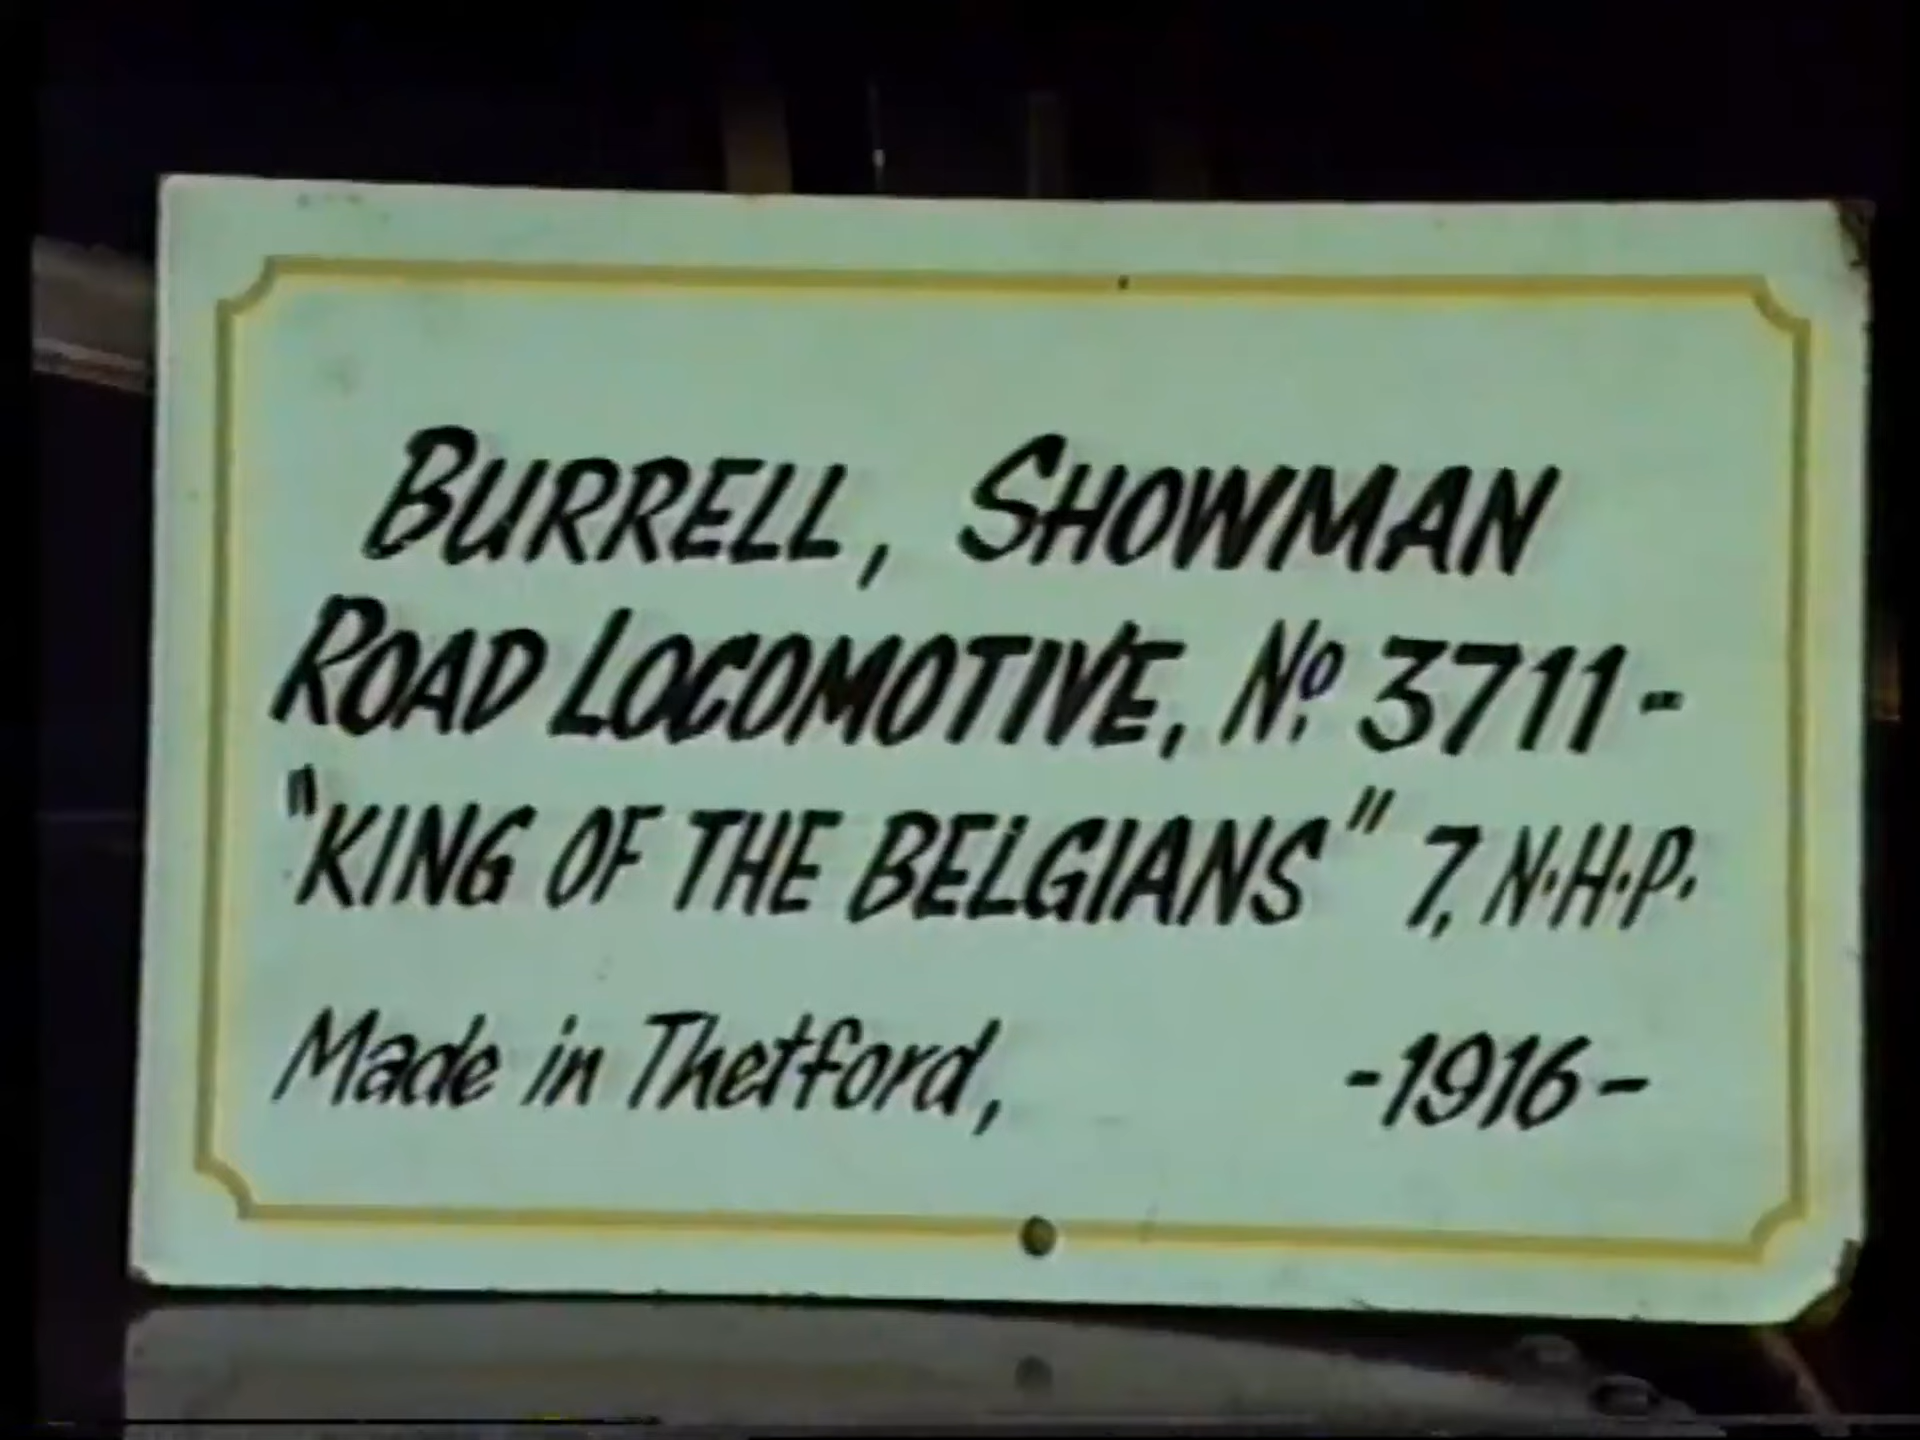 BURRELL, SHOWMAN
ROAD LOCOMOTIVE, No. 3711-
"KING OF THE BELGIANS" 7, N.H.P.
Made in Thetford, -1916-